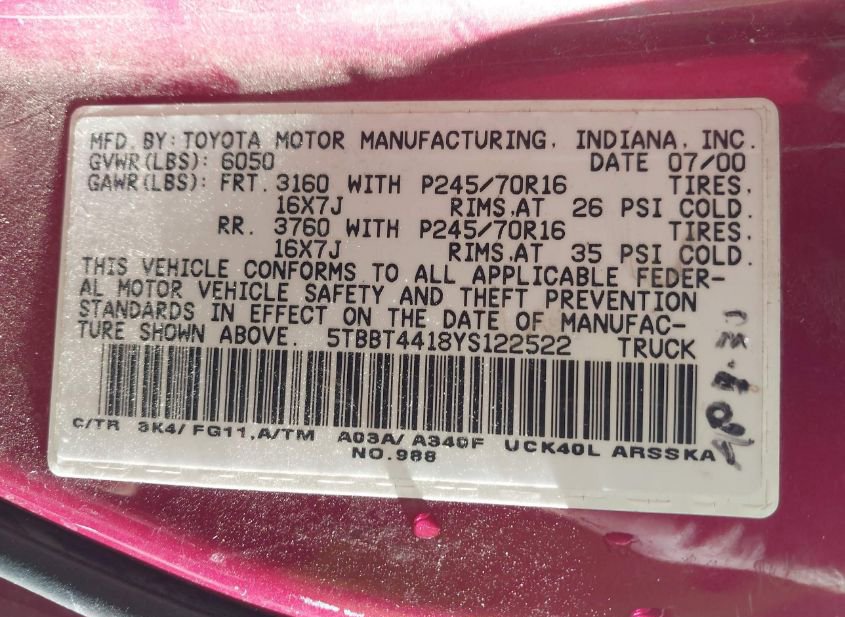 MFD. BY: TOYOTA MOTOR MANUFACTURING, INDIANA, INC.
GVWR(LBS): 6050 DATE 07/00
GAWR(LBS): FRT. 3160 WITH P245/70R16 TIRES,
16X7J RIMS,AT 26 PSI COLD.
RR. 3760 WITH P245/70R16 TIRES,
16X7J RIMS,AT 35 PSI COLD.
THIS VEHICLE CONFORMS TO ALL APPLICABLE FEDER-
AL MOTOR VEHICLE SAFETY AND THEFT PREVENTION
STANDARDS IN EFFECT ON THE DATE OF MANUFAC-
TURE SHOWN ABOVE. 5TBBT4418YS122522 TRUCK
C/TR 3K4/ FG11,A/TM A03A/ A340F UCK40L ARSSKA
NO.988